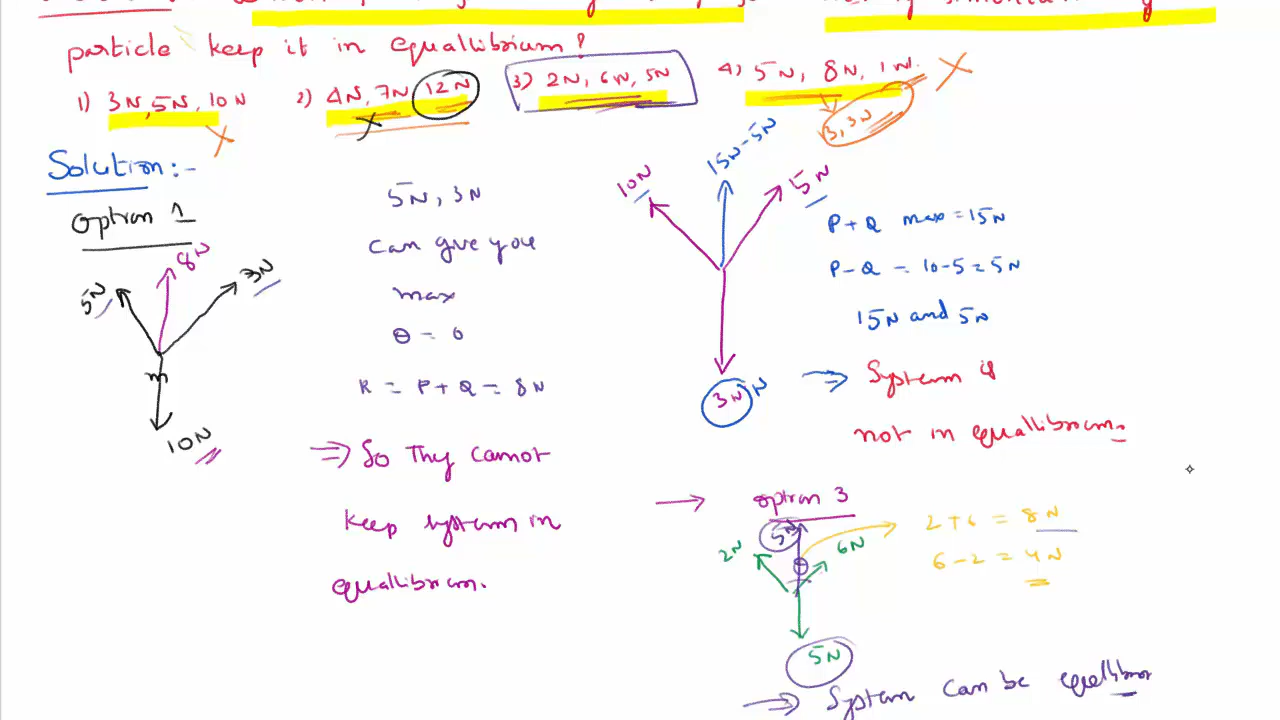 particle keep it in equallibrium?
1) 3N, 5N, 10N
2) 4N, 7N 12N
3) 2N, 6N, 5N
4) 5N, 8N, 1N.
3, 3N
Solution:-
Option 1
5N
8N
3N
m
10N
5N, 3N
Can give you
max
θ = 0
R = P+Q = 8N
⇒ So They cannot
keep system in
equallibrium.
10N
15N-5N
5N
3N N
P+Q max = 15N
P-Q = 10-5 = 5N
15N and 5N
⇒ System is
not in equallibrium.
→ option 3
5N
2N
6N
θ
5N
2+6 = 8N
6-2 = 4N
⇒ System can be